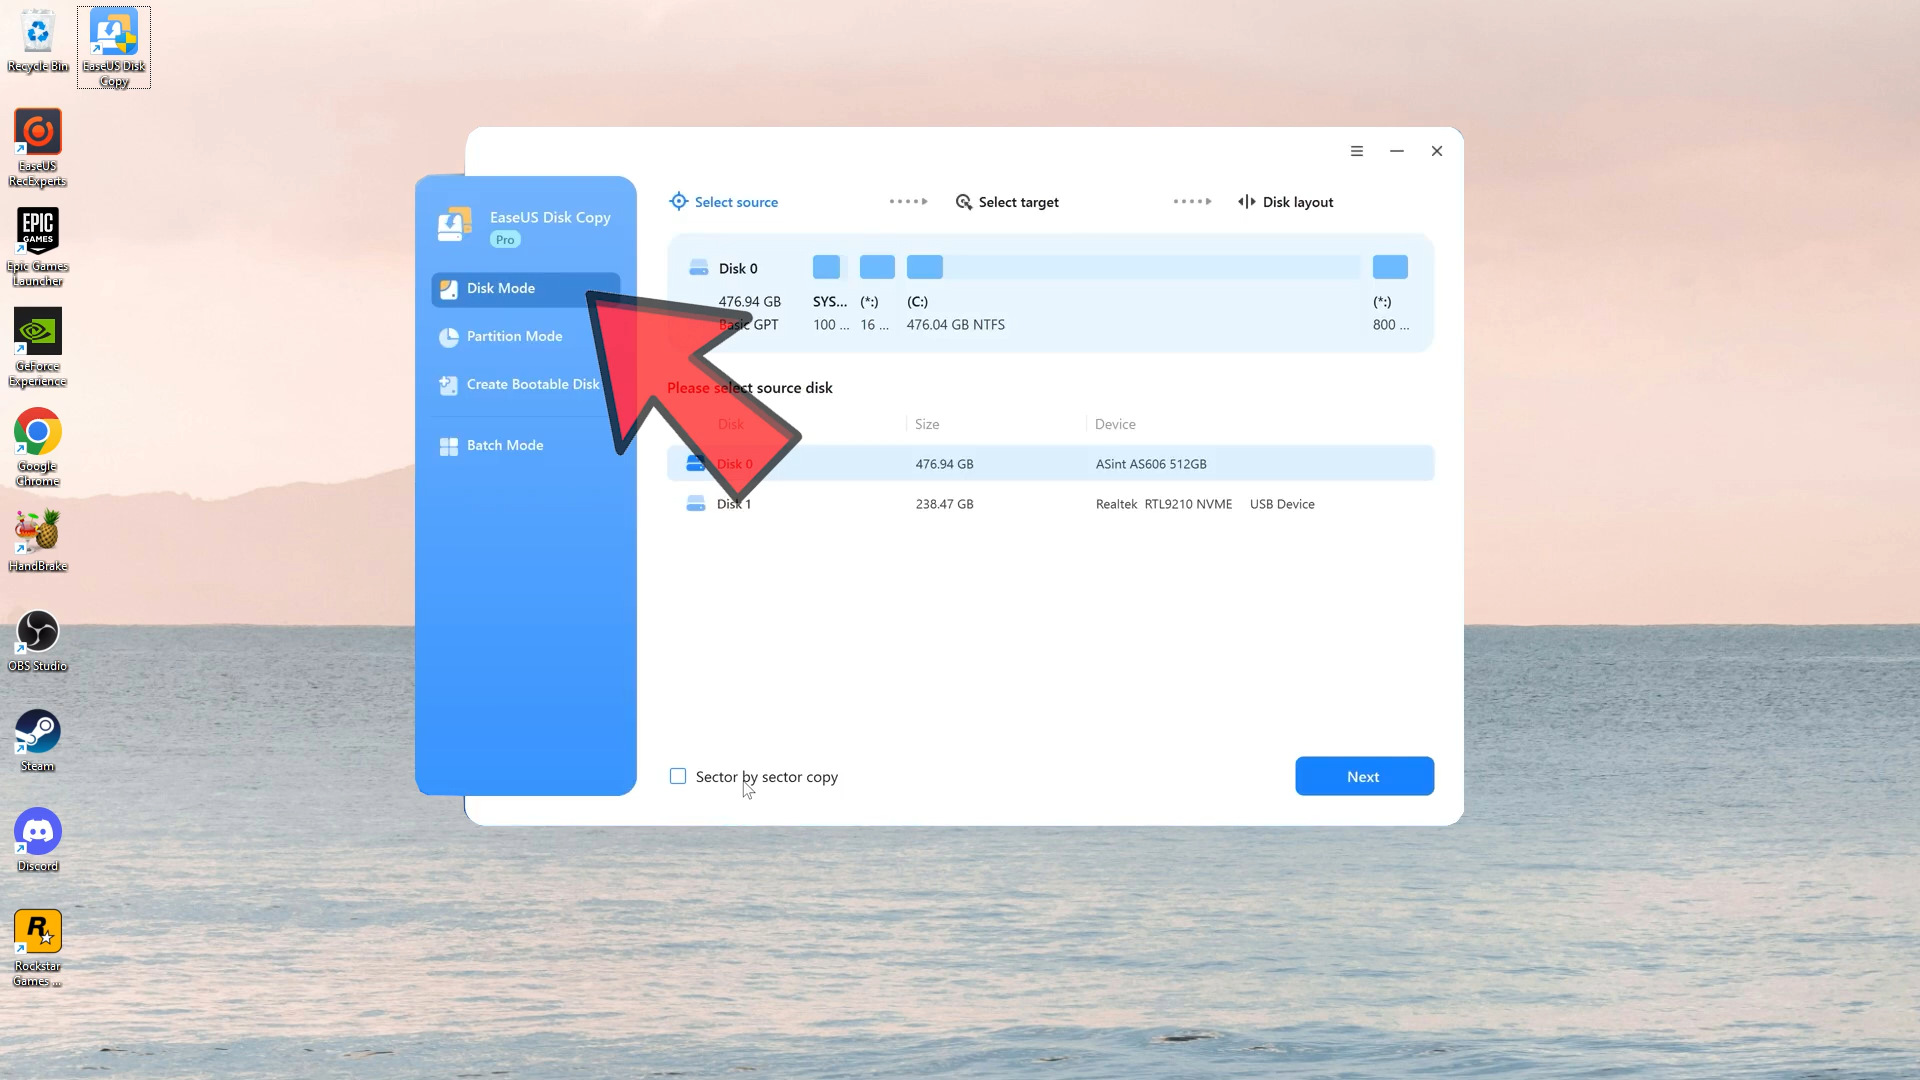 Recycle Bin
EaseUS Disk
Copy
EaseUS
RecExperts
EPIC
GAMES
Epic Games
Launcher
GeForce
Experience
Google
Chrome
HandBrake
OBS Studio
Steam
Discord
R
Rockstar
Games ...
EaseUS Disk Copy
Pro
Disk Mode
Partition Mode
Create Bootable Disk
Batch Mode
Select source
Select target
Disk layout
Disk 0
476.94 GB
Basic GPT
SYS...
100 ...
(*:)
16 ...
(C:)
476.04 GB NTFS
(*:)
800 ...
Please select source disk
Disk Size Device
Disk 0 476.94 GB ASint AS606 512GB
Disk 1 238.47 GB Realtek RTL9210 NVME USB Device
Sector by sector copy
Next